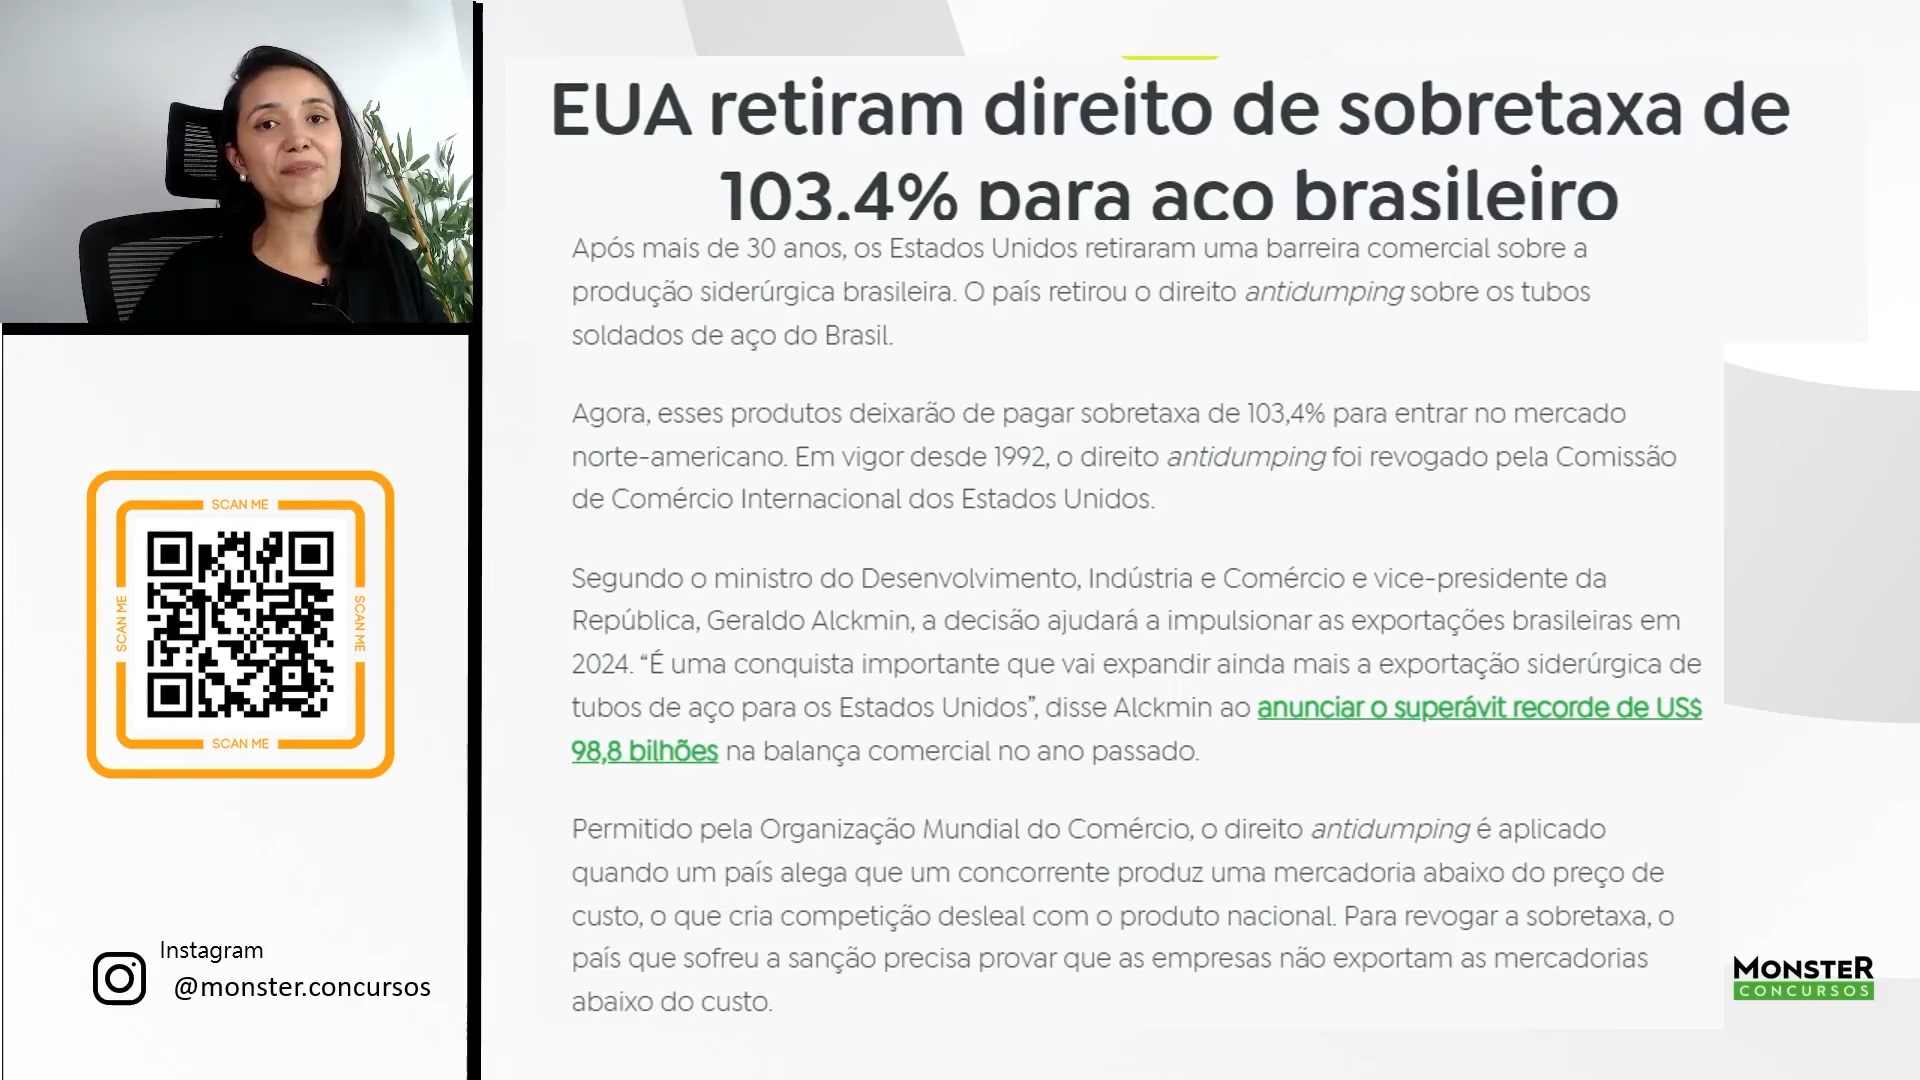 EUA retiram direito de sobretaxa de
103,4% para aço brasileiro
Após mais de 30 anos, os Estados Unidos retiraram uma barreira comercial sobre a
produção siderúrgica brasileira. O país retirou o direito antidumping sobre os tubos
soldados de aço do Brasil.
Agora, esses produtos deixarão de pagar sobretaxa de 103,4% para entrar no mercado
norte-americano. Em vigor desde 1992, o direito antidumping foi revogado pela Comissão
de Comércio Internacional dos Estados Unidos.
Segundo o ministro do Desenvolvimento, Indústria e Comércio e vice-presidente da
República, Geraldo Alckmin, a decisão ajudará a impulsionar as exportações brasileiras em
2024. “É uma conquista importante que vai expandir ainda mais a exportação siderúrgica de
tubos de aço para os Estados Unidos”, disse Alckmin ao anunciar o superávit recorde de US$
98,8 bilhões na balança comercial no ano passado.
Permitido pela Organização Mundial do Comércio, o direito antidumping é aplicado
quando um país alega que um concorrente produz uma mercadoria abaixo do preço de
custo, o que cria competição desleal com o produto nacional. Para revogar a sobretaxa, o
país que sofreu a sanção precisa provar que as empresas não exportam as mercadorias
abaixo do custo.
SCAN ME
SCAN ME
SCAN ME
SCAN ME
Instagram
@monster.concursos
MONSTER
CONCURSOS